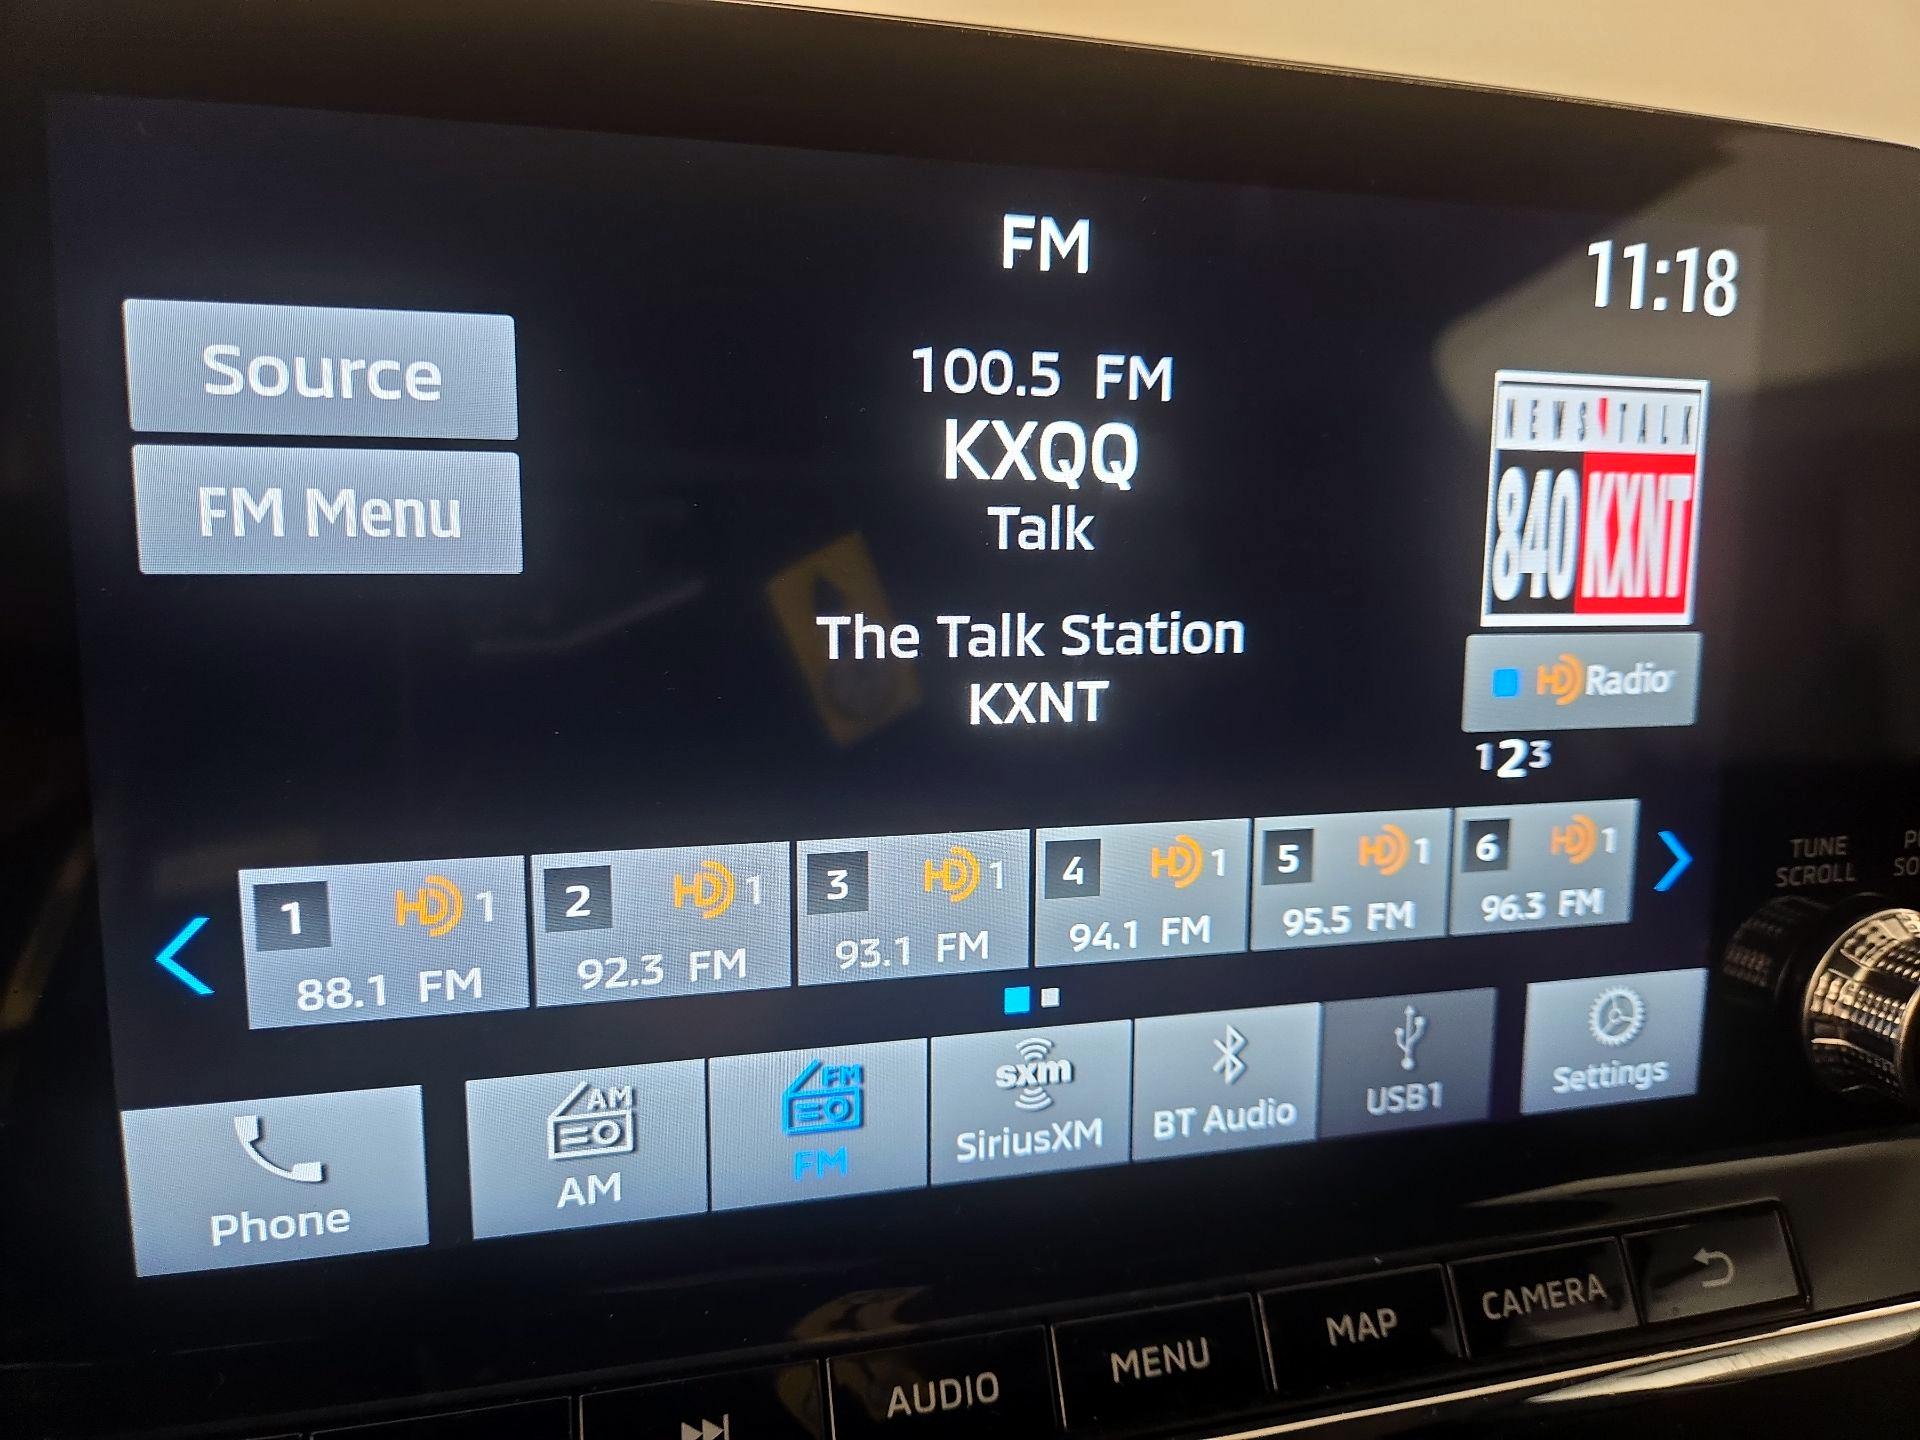 FM
11:18
Source
FM Menu
100.5 FM
KXQQ
Talk
The Talk Station
KXNT
NEWS TALK
840 KXNT
HD Radio
1 2 3
1 HD 1
88.1 FM
2 HD 1
92.3 FM
3 HD 1
93.1 FM
4 HD 1
94.1 FM
5 HD 1
95.5 FM
6 HD 1
96.3 FM
TUNE
SCROLL
Phone
AM
AM
FM
FM
sxm
SiriusXM
BT Audio
USB1
Settings
AUDIO
MENU
MAP
CAMERA